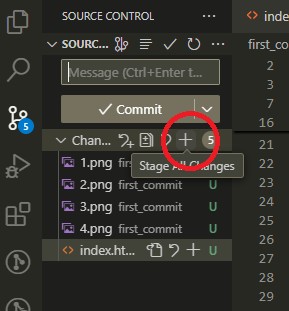 SOURCE CONTROL
inde
SOURC...
first_co
Message (Ctrl+Enter t...
2
6
7
Commit
16
Chan... 5
21
1.png first_commit
22
Stage All Changes
23
2.png first_commit U
24
3.png first_commit U
25
4.png first_commit U
26
index.ht...
U
27
28
29
5